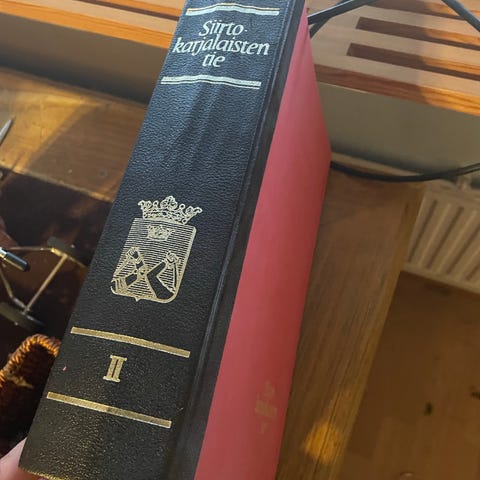 Siirto
karjalaisten
tie
II